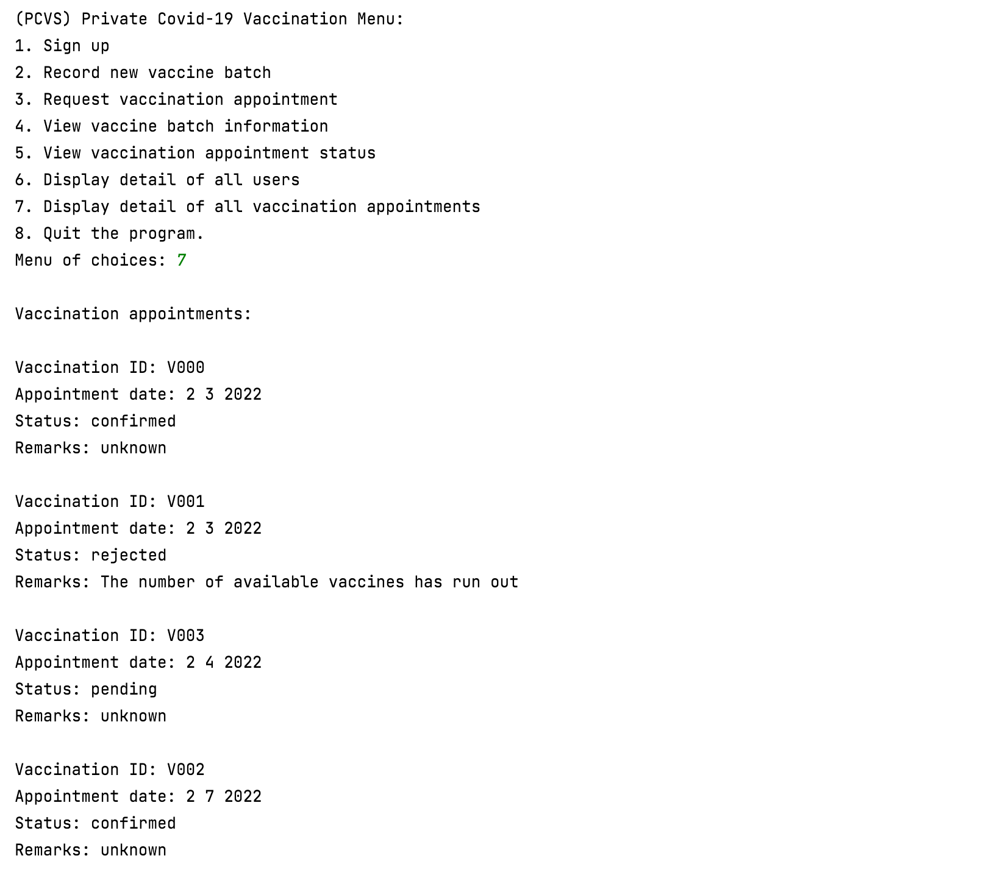 (PCVS) Private Covid-19 Vaccination Menu:
1. Sign up
2. Record new vaccine batch
3. Request vaccination appointment
4. View vaccine batch information
5. View vaccination appointment status
6. Display detail of all users
7. Display detail of all vaccination appointments
8. Quit the program.
Menu of choices: 7
Vaccination appointments:
Vaccination ID: V000
Appointment date: 2 3 2022
Status: confirmed
Remarks: unknown
Vaccination ID: V001
Appointment date: 2 3 2022
Status: rejected
Remarks: The number of available vaccines has run out
Vaccination ID: V003
Appointment date: 2 4 2022
Status: pending
Remarks: unknown
Vaccination ID: V002
Appointment date: 2 7 2022
Status: confirmed
Remarks: unknown